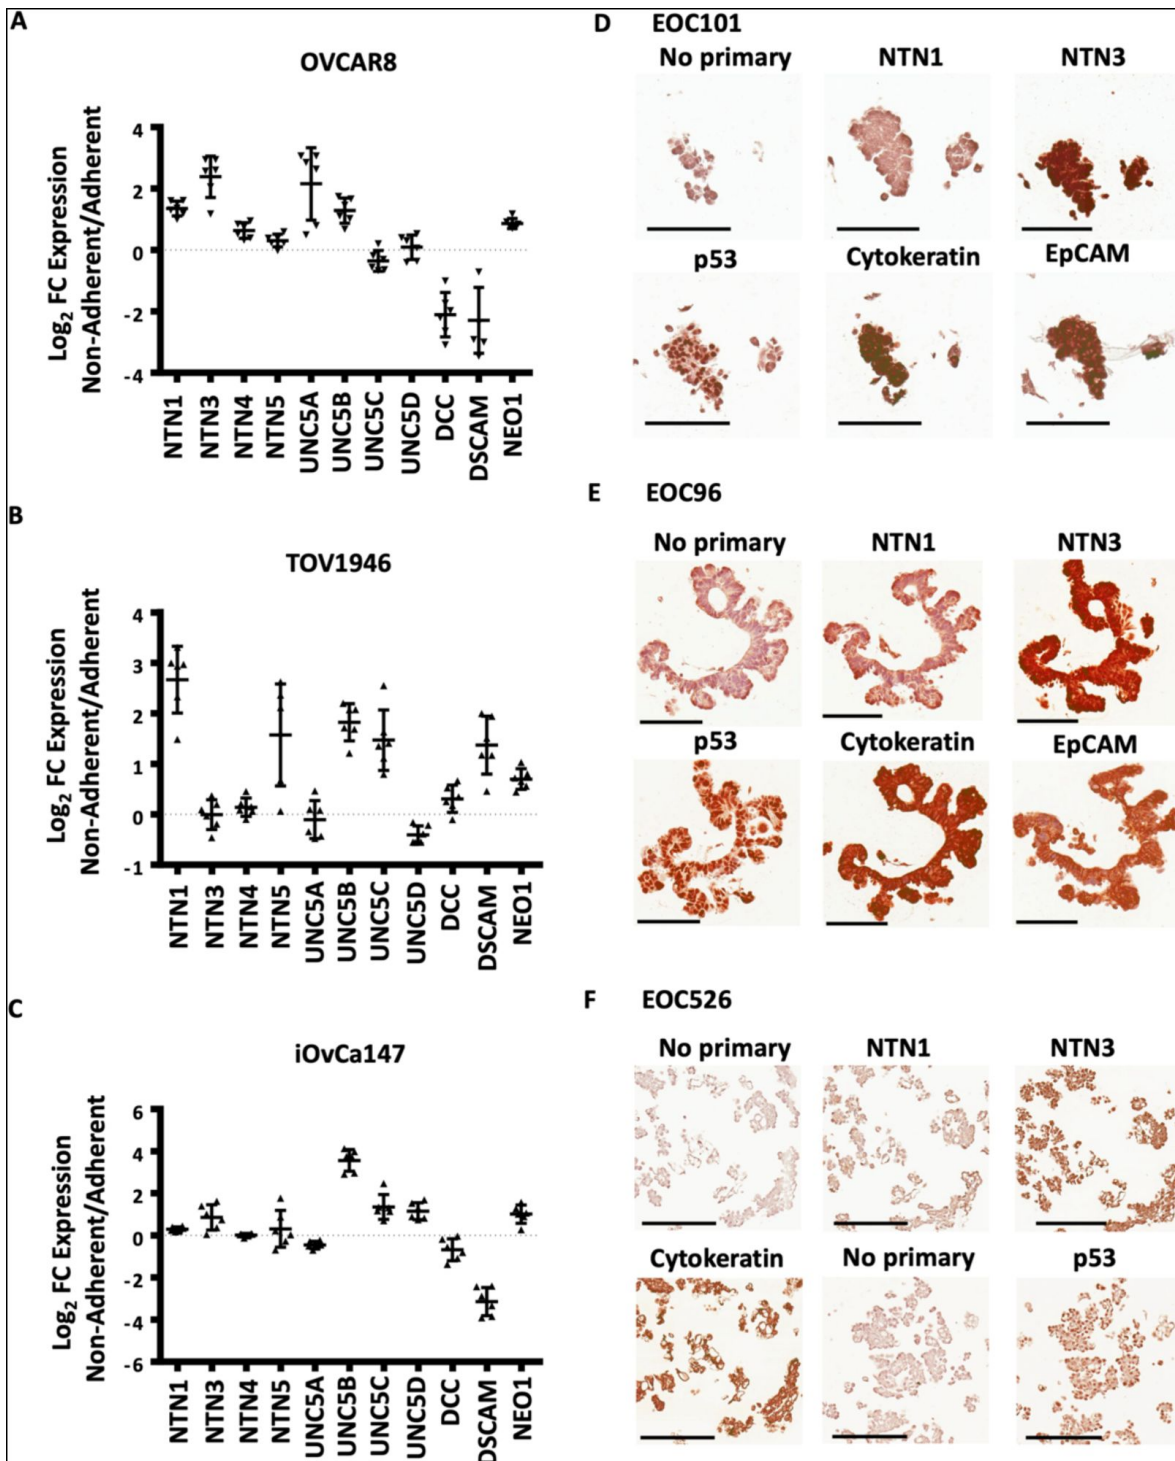 A
OVCAR8
Log2 FC Expression
Non-Adherent/Adherent
4
2
0
-2
-4
NTN1
NTN3
NTN4
NTN5
UNC5A
UNC5B
UNC5C
UNC5D
DCC
DSCAM
NEO1
B
TOV1946
Log2 FC Expression
Non-Adherent/Adherent
4
3
2
1
0
-1
NTN1
NTN3
NTN4
NTN5
UNC5A
UNC5B
UNC5C
UNC5D
DCC
DSCAM
NEO1
C
iOvCa147
Log2 FC Expression
Non-Adherent/Adherent
6
4
2
0
-2
-4
-6
NTN1
NTN3
NTN4
NTN5
UNC5A
UNC5B
UNC5C
UNC5D
DCC
DSCAM
NEO1
D EOC101
No primary NTN1 NTN3
p53 Cytokeratin EpCAM
E EOC96
No primary NTN1 NTN3
p53 Cytokeratin EpCAM
F EOC526
No primary NTN1 NTN3
Cytokeratin No primary p53